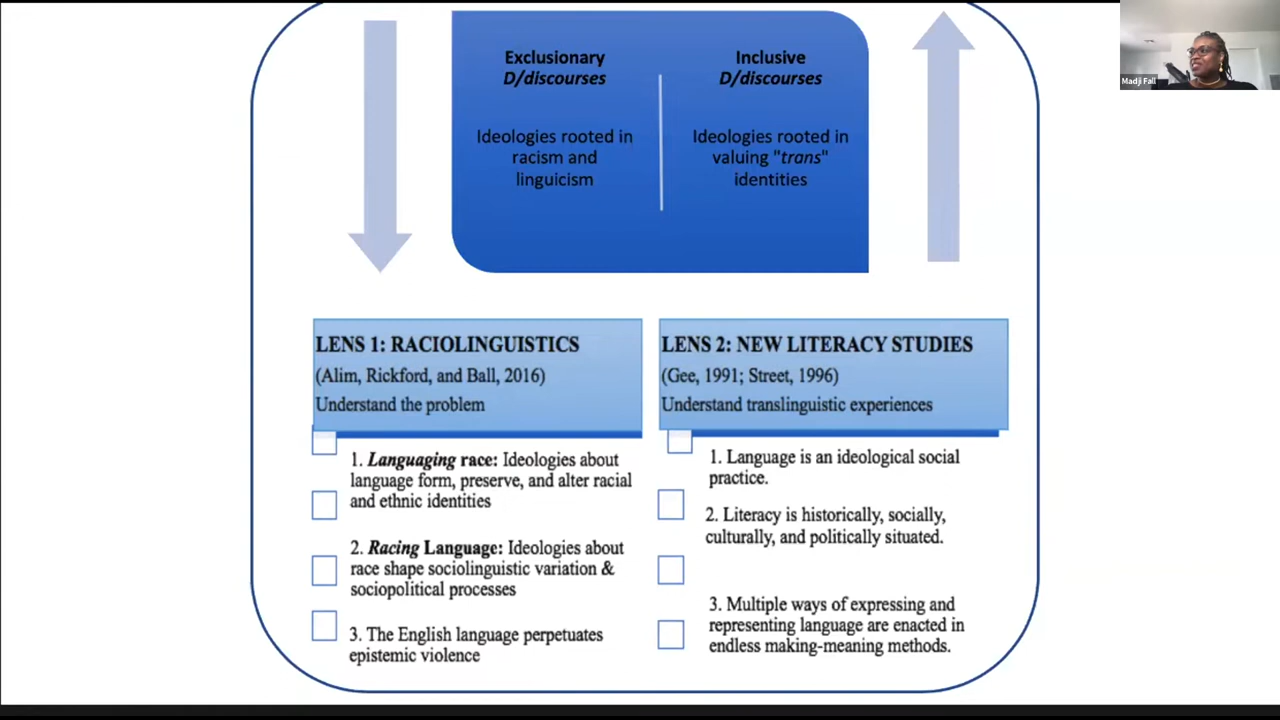 Exclusionary
D/discourses
Ideologies rooted in
racism and
linguicism
Inclusive
D/discourses
Ideologies rooted in
valuing "trans"
identities
Madji Fall
LENS 1: RACIOLINGUISTICS
(Alim, Rickford, and Ball, 2016)
Understand the problem
1. Languaging race: Ideologies about
language form, preserve, and alter racial
and ethnic identities
2. Racing Language: Ideologies about
race shape sociolinguistic variation &
sociopolitical processes
3. The English language perpetuates
epistemic violence
LENS 2: NEW LITERACY STUDIES
(Gee, 1991; Street, 1996)
Understand translinguistic experiences
1. Language is an ideological social
practice.
2. Literacy is historically, socially,
culturally, and politically situated.
3. Multiple ways of expressing and
representing language are enacted in
endless making-meaning methods.